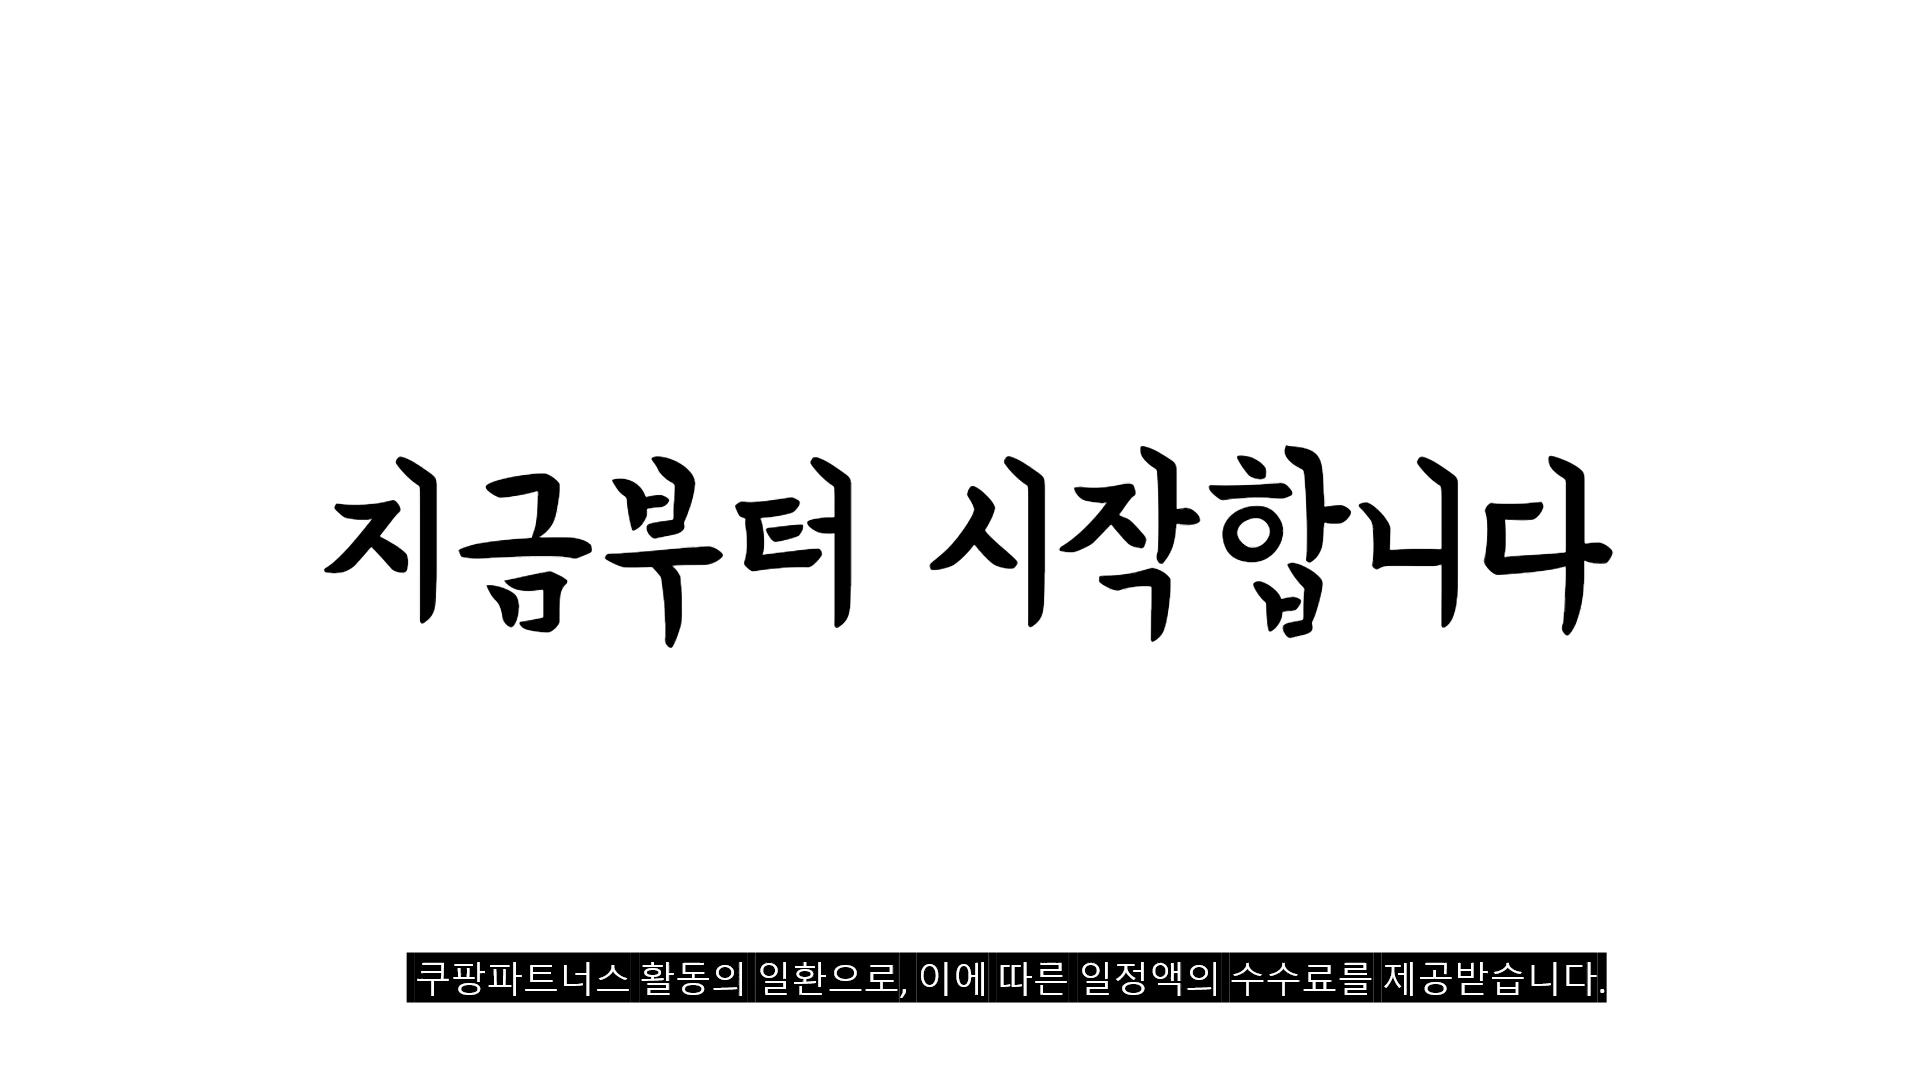 지금부터 시작합니다
쿠팡파트너스 활동의 일환으로, 이에 따른 일정액의 수수료를 제공받습니다.